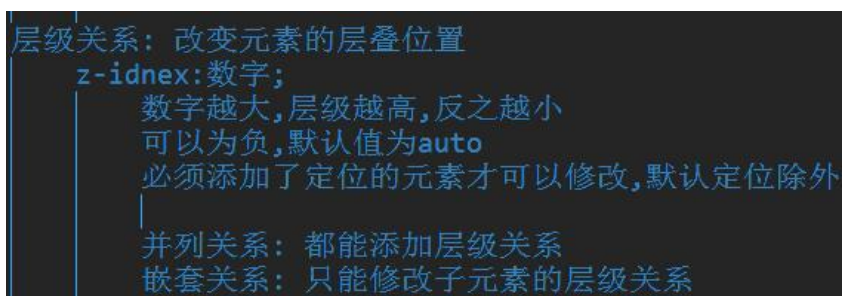 层级关系: 改变元素的层叠位置
z-idnex:数字;
数字越大,层级越高,反之越小
可以为负,默认值为auto
必须添加了定位的元素才可以修改,默认定位除外
并列关系: 都能添加层级关系
嵌套关系: 只能修改子元素的层级关系